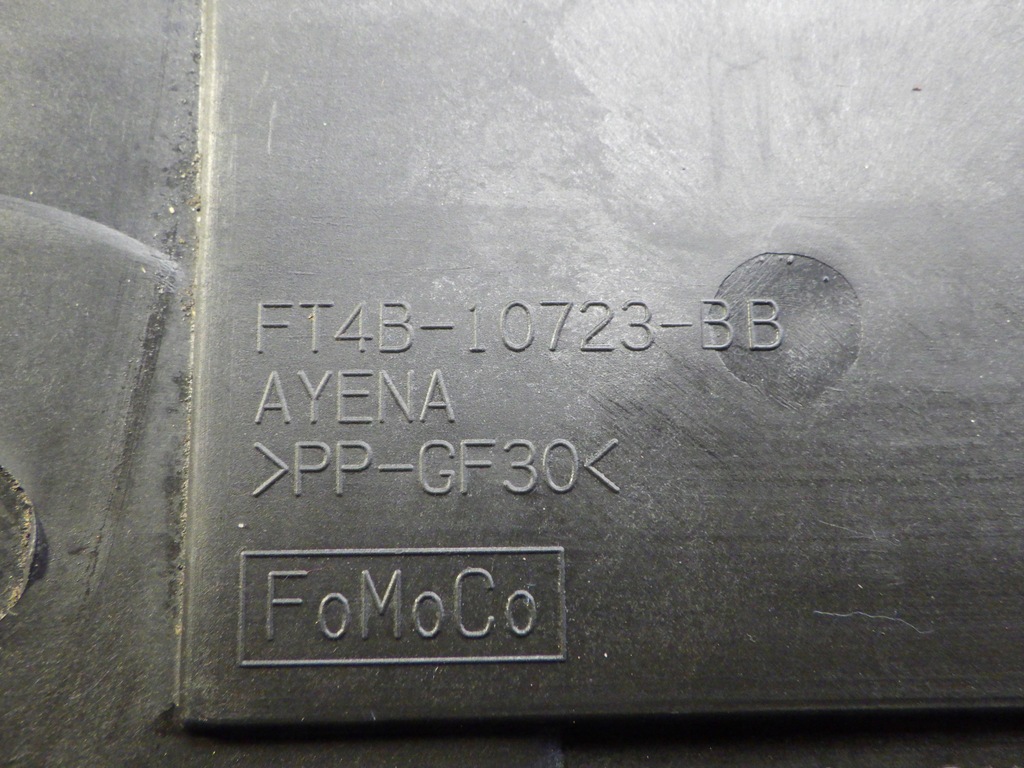 FT4B-10723-BB
AYENA
>PP-GF30<
FoMoCo